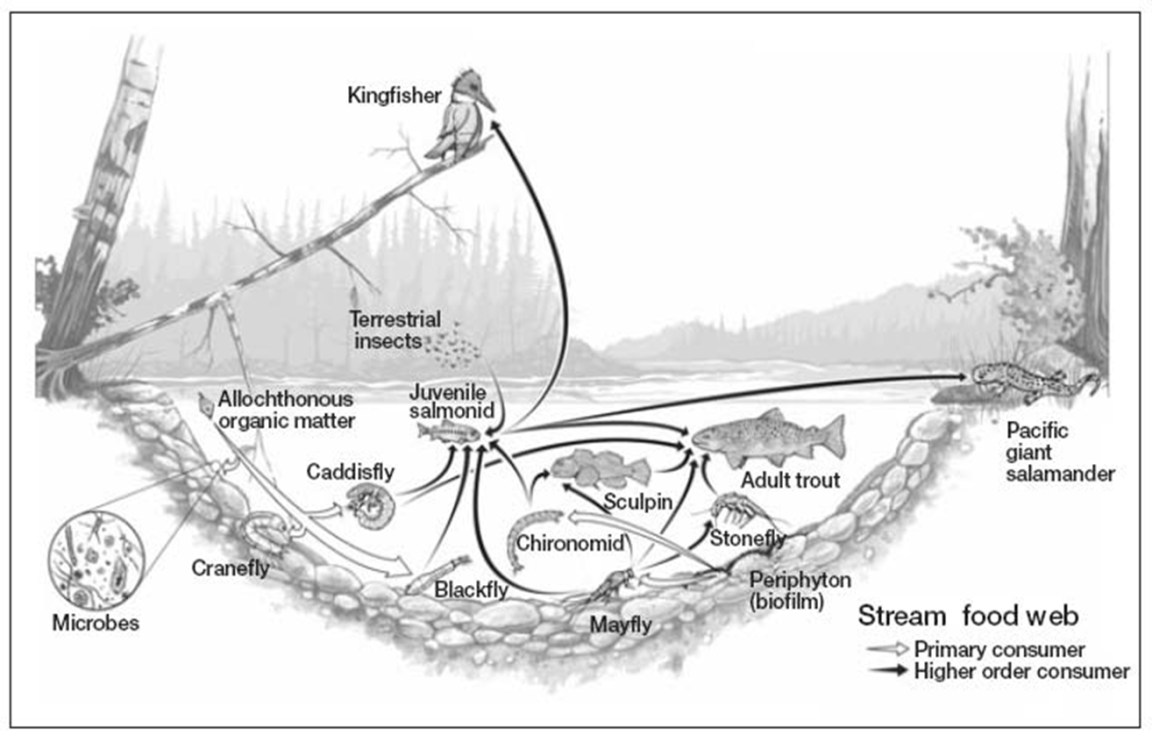 Kingfisher
Terrestrial
insects
Juvenile
salmonid
Allochthonous
organic matter
Caddisfly
Pacific
giant
salamander
Adult trout
Sculpin
Chironomid
Stonefly
Cranefly
Blackfly
Periphyton
(biofilm)
Microbes
Mayfly
Stream food web
Primary consumer
Higher order consumer